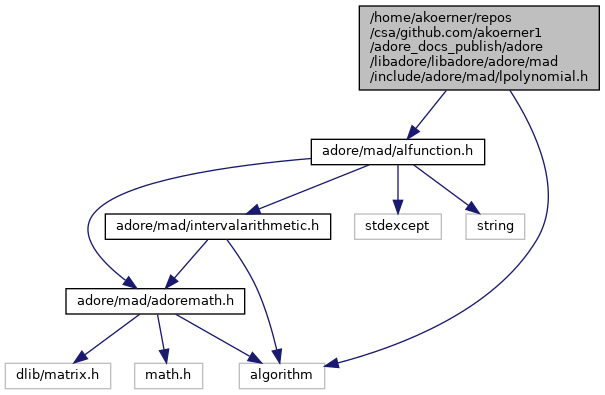 /home/akoerner/repos
/csa/github.com/akoerner1
/adore_docs_publish/adore
/libadore/libadore/adore/mad
/include/adore/mad/lpolynomial.h
adore/mad/alfunction.h
adore/mad/intervalarithmetic.h
stdexcept
string
adore/mad/adoremath.h
dlib/matrix.h
math.h
algorithm